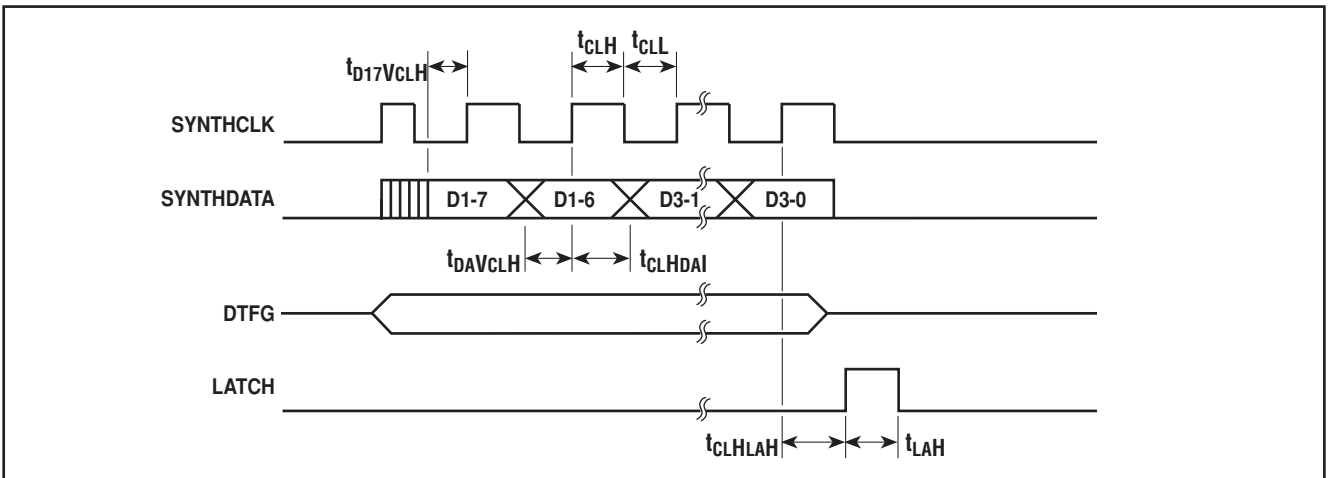 tCLH tCLL
tD17VCLH
SYNTHCLK
SYNTHDATA D1-7 D1-6 D3-1 D3-0
tDAVCLH tCLHDAI
DTFG
LATCH
tCLHLAH tLAH